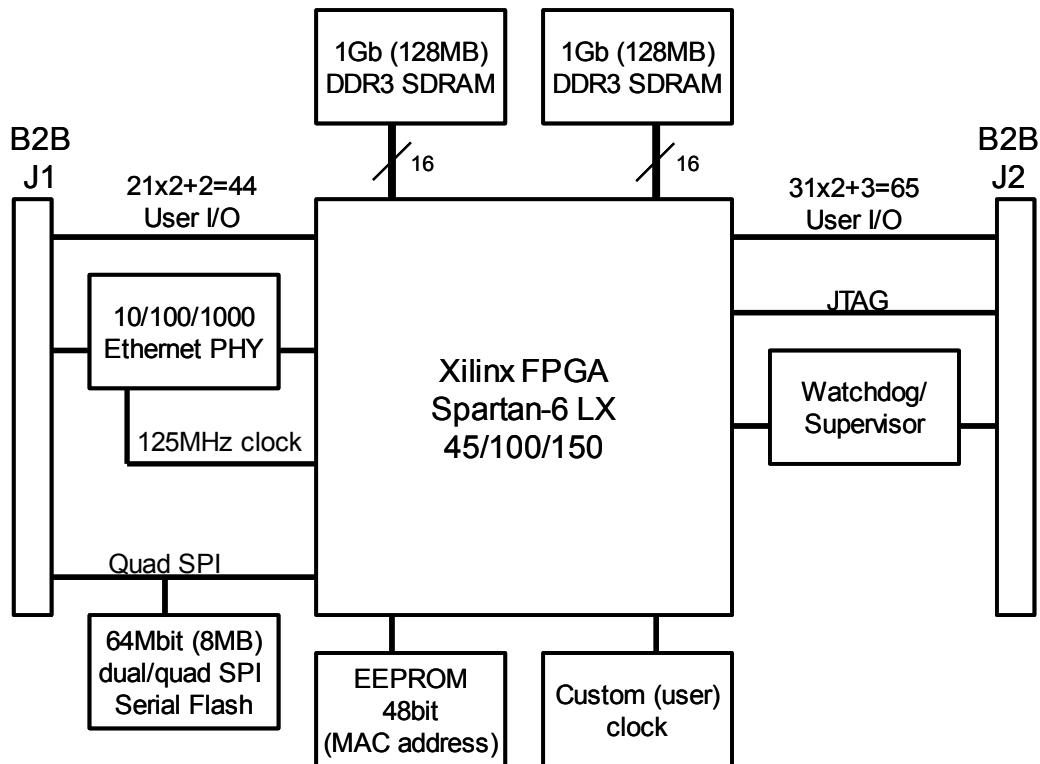 1Gb (128MB)
DDR3 SDRAM
1Gb (128MB)
DDR3 SDRAM
16
16
B2B
J1
B2B
J2
21x2+2=44
User I/O
31x2+3=65
User I/O
10/100/1000
Ethernet PHY
JTAG
Xilinx FPGA
Spartan-6 LX
45/100/150
Watchdog/
Supervisor
125MHz clock
Quad SPI
64Mbit (8MB)
dual/quad SPI
Serial Flash
EEPROM
48bit
(MAC address)
Custom (user)
clock